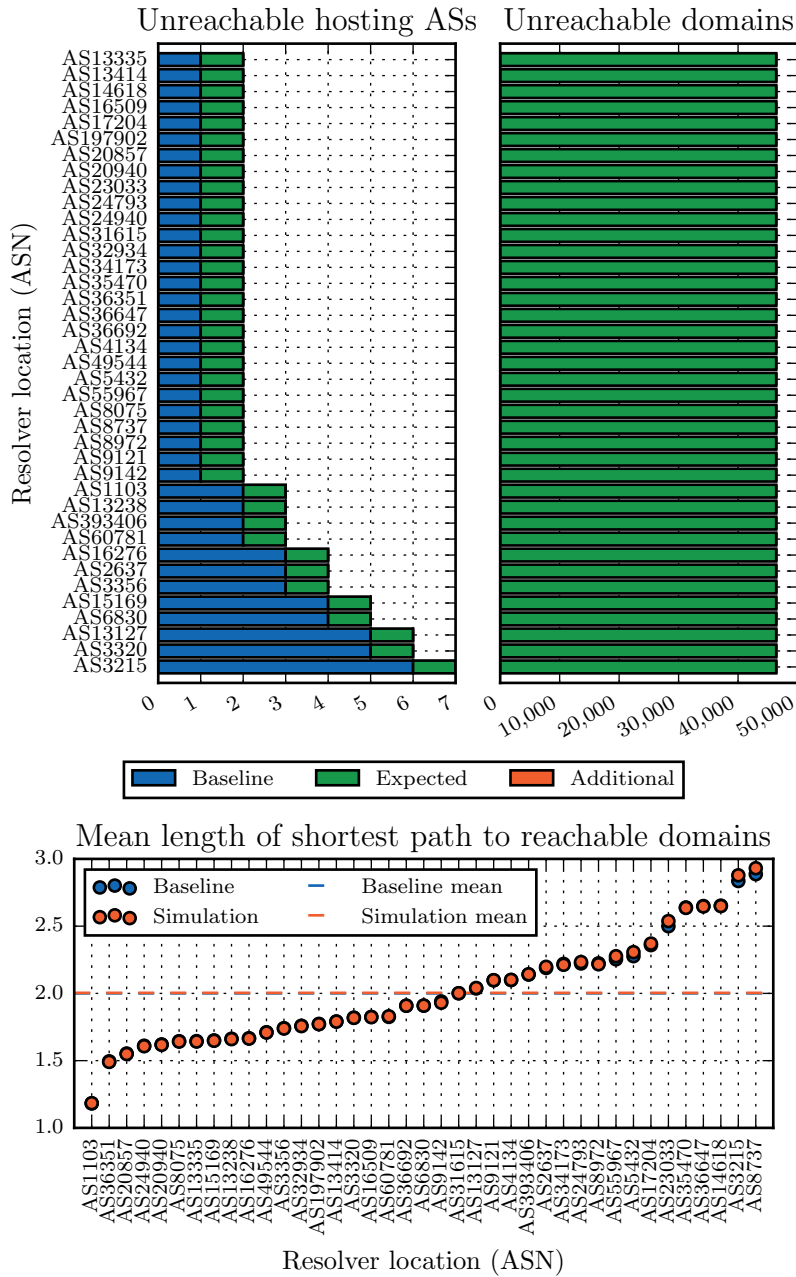 Unreachable hosting ASs
Unreachable domains
Resolver location (ASN)
AS13335
AS13414
AS14618
AS16509
AS17204
AS197902
AS20857
AS20940
AS23033
AS24793
AS24940
AS31615
AS32934
AS34173
AS35470
AS36351
AS36647
AS36692
AS4134
AS49544
AS5432
AS55967
AS8075
AS8737
AS8972
AS9121
AS9142
AS1103
AS13238
AS393406
AS60781
AS16276
AS2637
AS3356
AS15169
AS6830
AS13127
AS3320
AS3215
0 1 2 3 4 5 6 7
0 10,000 20,000 30,000 40,000 50,000
Baseline Expected Additional
Mean length of shortest path to reachable domains
3.0
2.5
2.0
1.5
1.0
Baseline Baseline mean
Simulation Simulation mean
AS1103
AS36351
AS20857
AS24940
AS20940
AS8075
AS13335
AS15169
AS13238
AS16276
AS49544
AS3356
AS32934
AS197902
AS13414
AS3320
AS16509
AS60781
AS36692
AS6830
AS9142
AS31615
AS13127
AS9121
AS4134
AS393406
AS2637
AS34173
AS24793
AS8972
AS55967
AS5432
AS17204
AS23033
AS35470
AS36647
AS14618
AS3215
AS8737
Resolver location (ASN)